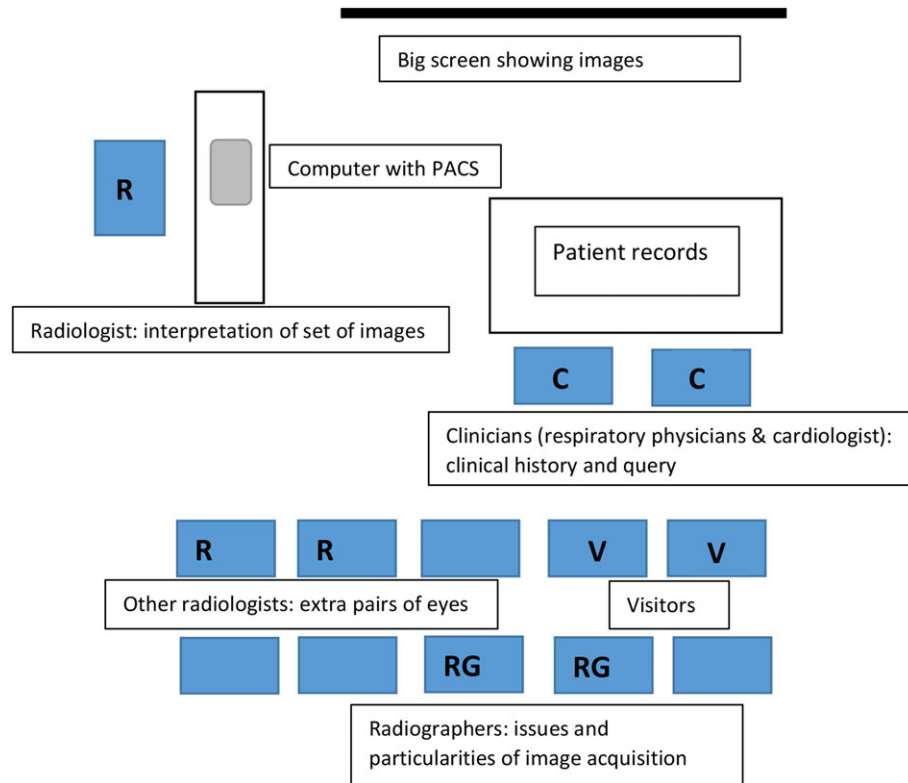 Big screen showing images
R
Computer with PACS
Patient records
Radiologist: interpretation of set of images
C
C
Clinicians (respiratory physicians & cardiologist):
clinical history and query
R
R
V
V
Other radiologists: extra pairs of eyes
Visitors
RG
RG
Radiographers: issues and
particularities of image acquisition